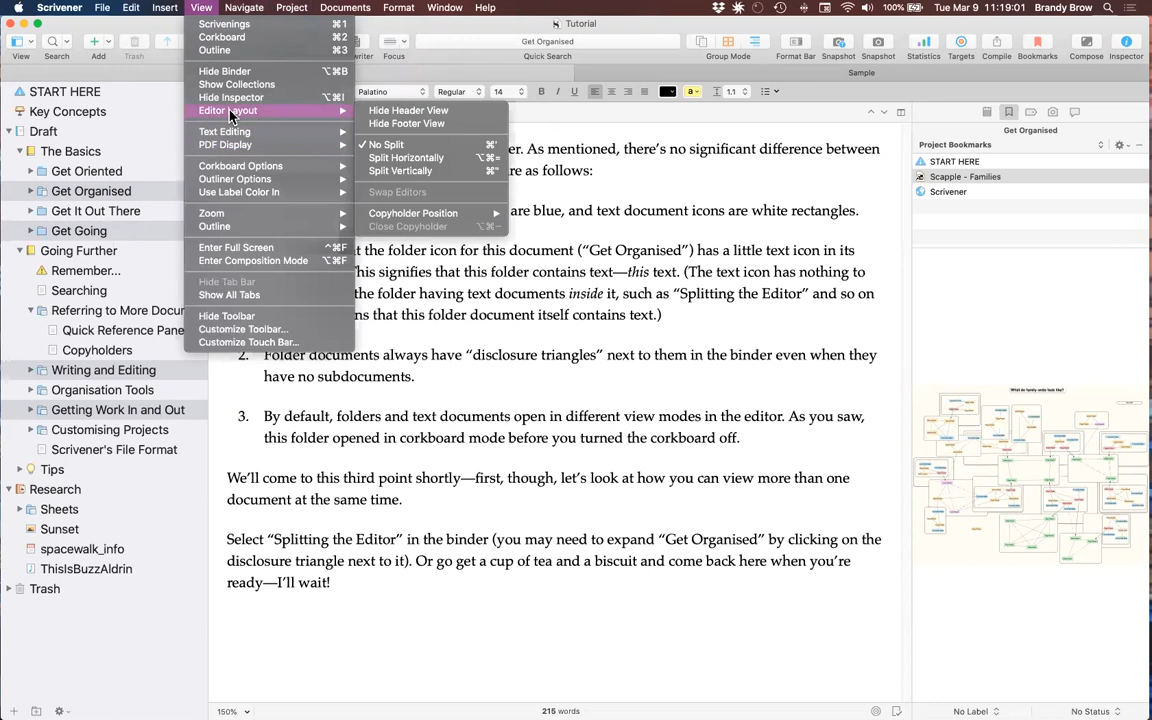 Scrivener File Edit Insert View Navigate Project Documents Format Window Help 100% Tue Mar 9 11:19:01 Brandy Brow
Tutorial
Get Organised
View Search Add Trash Focus Quick Search Group Mode Format Bar Snapshot Snapshot Statistics Targets Compile Bookmarks Compose Inspector
Sample
Palatino Regular 14 B I U a 1.1
START HERE
Key Concepts
Draft
The Basics
Get Oriented
Get Organised
Get It Out There
Get Going
Going Further
Remember...
Searching
Referring to More Docur
Quick Reference Pane
Copyholders
Writing and Editing
Organisation Tools
Getting Work In and Out
Customising Projects
Scrivener's File Format
Tips
Research
Sheets
Sunset
spacewalk_info
ThisIsBuzzAldrin
Trash
Scrivenings ⌘1
Corkboard ⌘2
Outline ⌘3
Hide Binder ⌥⌘B
Show Collections
Hide Inspector ⌥⌘I
Editor Layout
Text Editing
PDF Display
Corkboard Options
Outliner Options
Use Label Color In
Zoom
Outline
Enter Full Screen ^⌘F
Enter Composition Mode ⌥⌘F
Hide Tab Bar
Show All Tabs
Hide Toolbar
Customize Toolbar...
Customize Touch Bar...
Hide Header View
Hide Footer View
✓ No Split ⌘'
Split Horizontally ⌥⌘=
Split Vertically ⌘"
Swap Editors
Copyholder Position
Close Copyholder
er. As mentioned, there's no significant difference between
re as follows:
are blue, and text document icons are white rectangles.
t the folder icon for this document (“Get Organised”) has a little text icon in its
his signifies that this folder contains text—this text. (The text icon has nothing to
the folder having text documents inside it, such as “Splitting the Editor” and so on
ns that this folder document itself contains text.)
2. Folder documents always have “disclosure triangles” next to them in the binder even when they
have no subdocuments.
3. By default, folders and text documents open in different view modes in the editor. As you saw,
this folder opened in corkboard mode before you turned the corkboard off.
We’ll come to this third point shortly—first, though, let’s look at how you can view more than one
document at the same time.
Select “Splitting the Editor” in the binder (you may need to expand “Get Organised” by clicking on the
disclosure triangle next to it). Or go get a cup of tea and a biscuit and come back here when you’re
ready—I’ll wait!
150% 215 words
Get Organised
Project Bookmarks
START HERE
Scapple - Families
Scrivener
What do family units look like?
No Label No Status